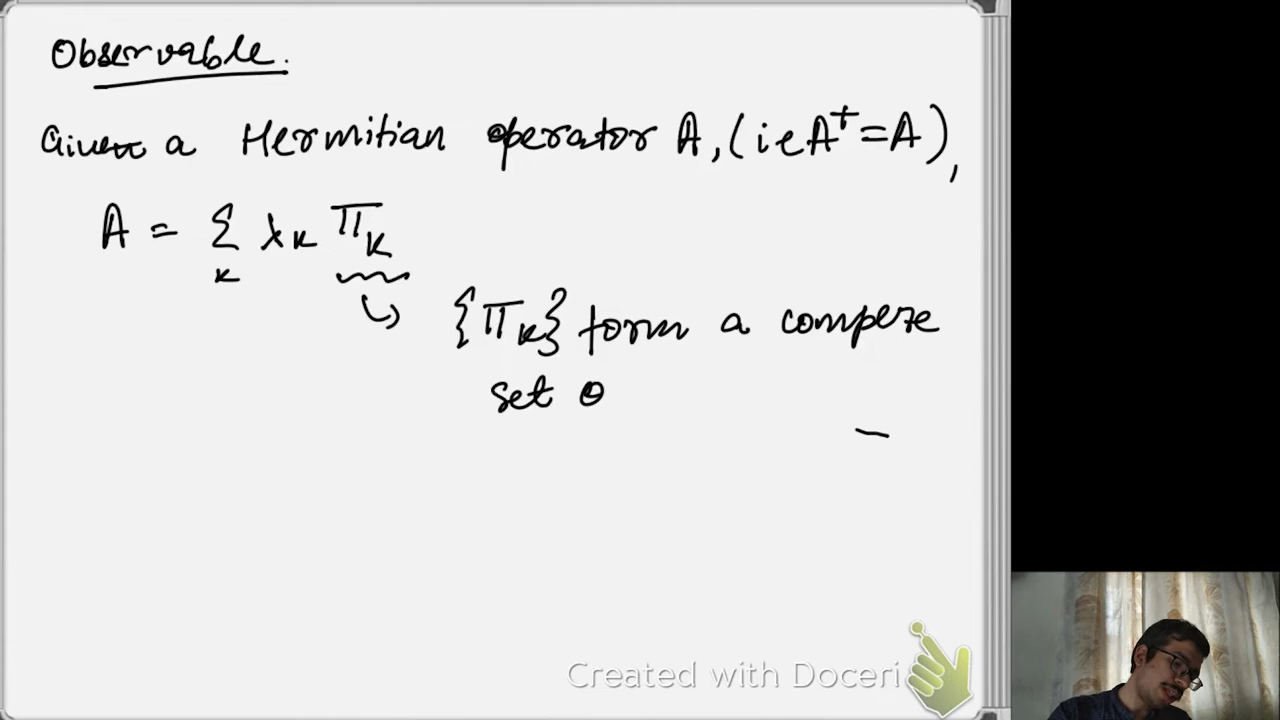 Observable.
Given a Hermitian operator A, (ie A† = A),
A = Σ λk Πk
k
{Πk} form a compeze
set o
Created with Doceri